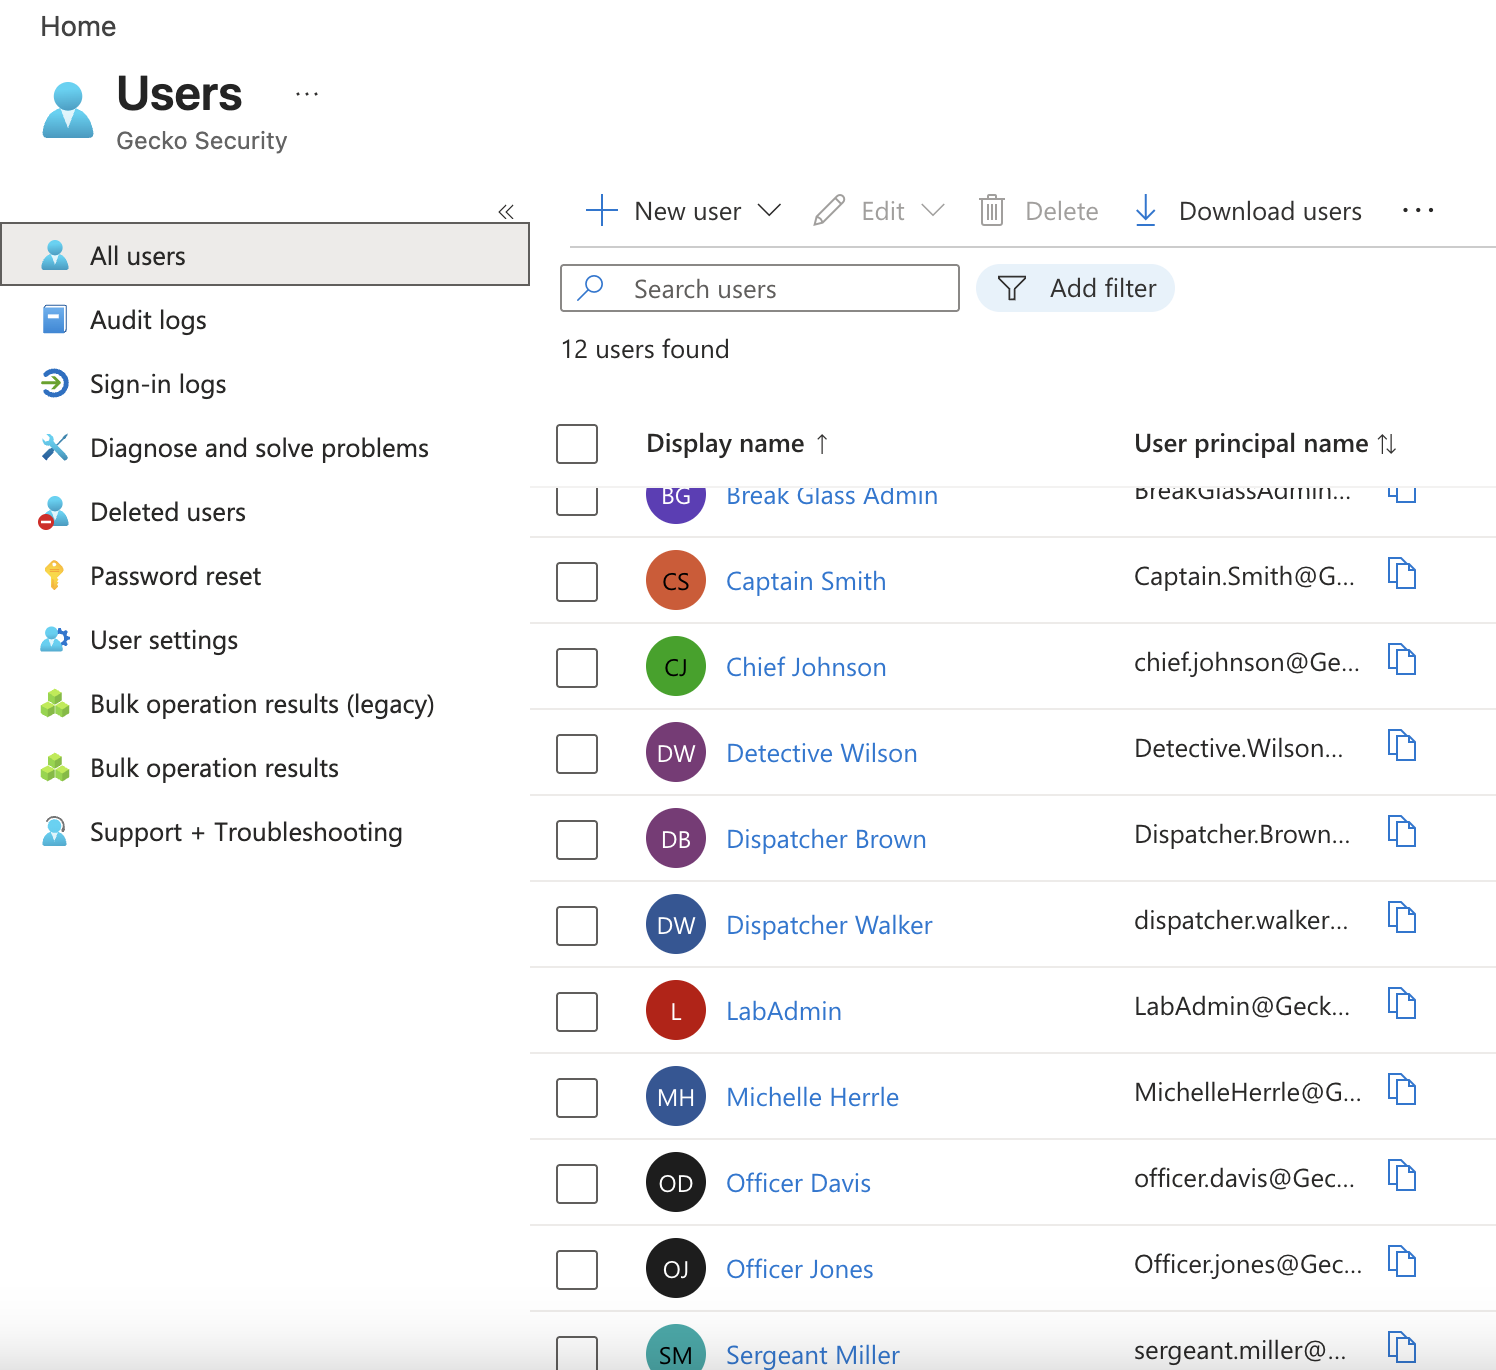 Home
Users ...
Gecko Security
«
New user Edit Delete Download users ...
All users
Search users Add filter
Audit logs
12 users found
Sign-in logs
Diagnose and solve problems
Display name ↑ User principal name ↑↓
Deleted users
BG Break Glass Admin BreakGlassAdmin...
Password reset
CS Captain Smith Captain.Smith@G...
User settings
CJ Chief Johnson chief.johnson@Ge...
Bulk operation results (legacy)
DW Detective Wilson Detective.Wilson...
Bulk operation results
Support + Troubleshooting
DB Dispatcher Brown Dispatcher.Brown...
DW Dispatcher Walker dispatcher.walker...
L LabAdmin LabAdmin@Geck...
MH Michelle Herrle MichelleHerrle@G...
OD Officer Davis officer.davis@Gec...
OJ Officer Jones Officer.jones@Gec...
SM Sergeant Miller sergeant.miller@...